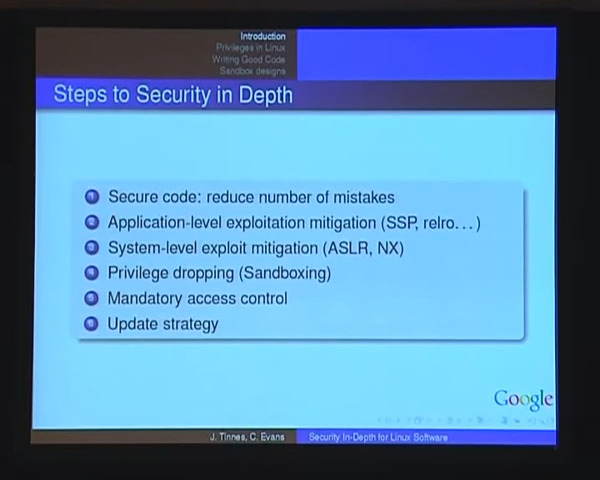 Introduction
Privileges in Linux
Writing Good Code
Sandbox designs
Steps to Security in Depth
1 Secure code: reduce number of mistakes
2 Application-level exploitation mitigation (SSP, relro...)
3 System-level exploit mitigation (ASLR, NX)
4 Privilege dropping (Sandboxing)
5 Mandatory access control
6 Update strategy
Google
J. Tinnes, C. Evans Security In-Depth for Linux Software